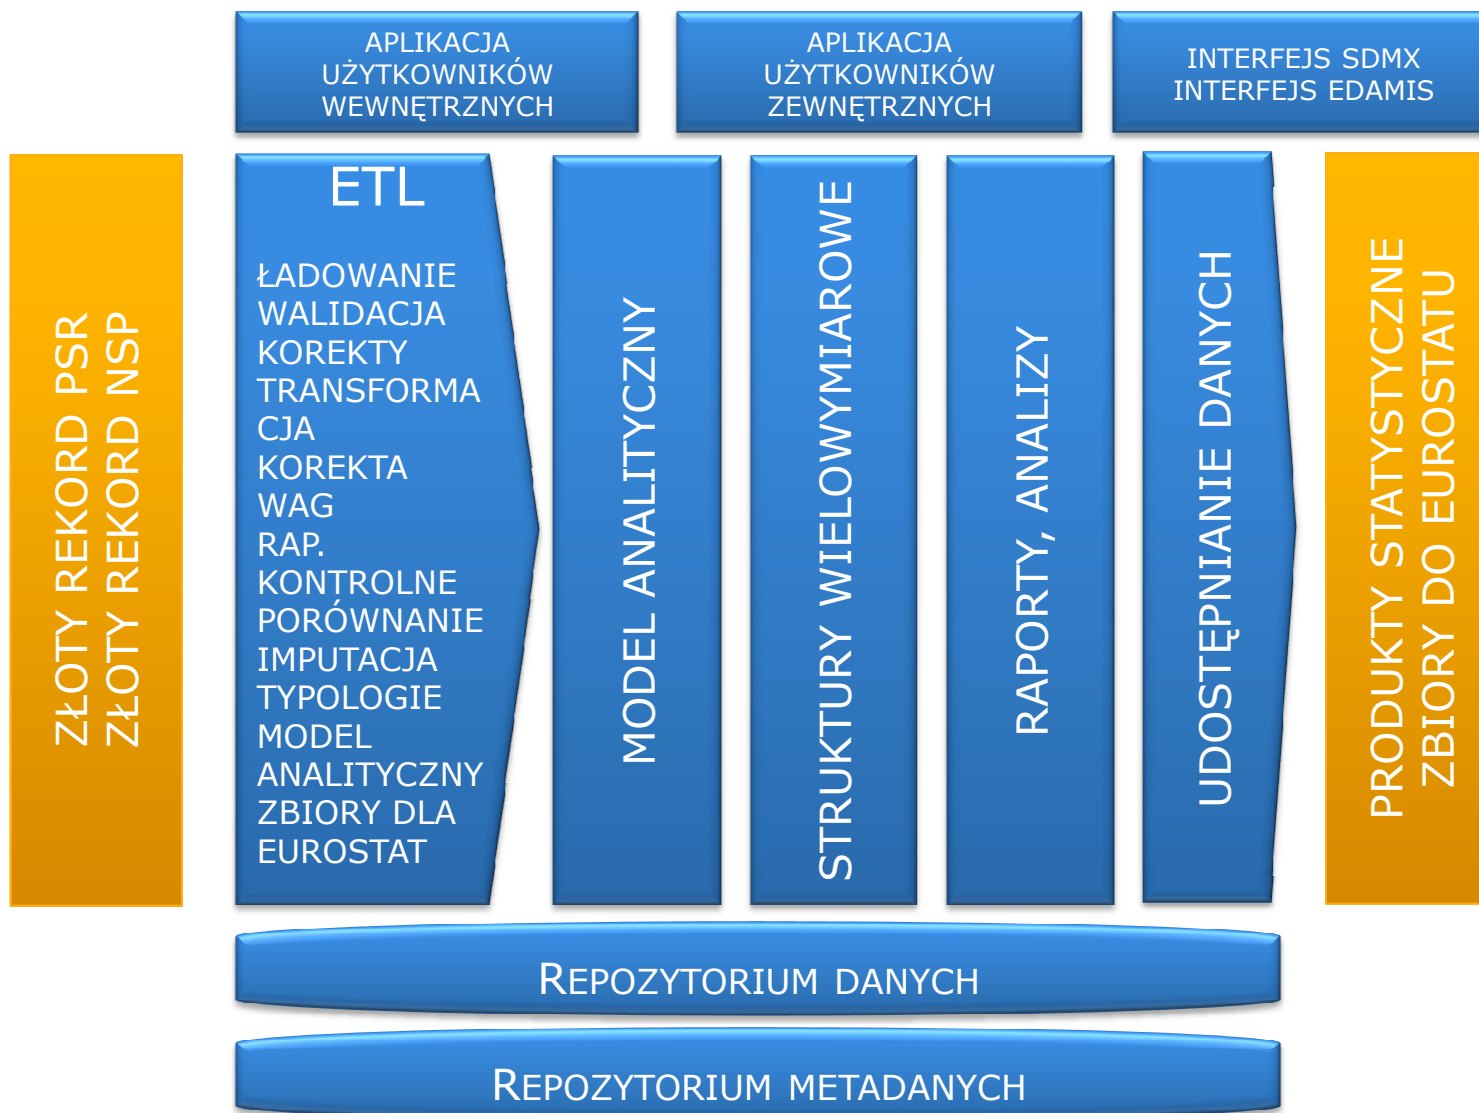 APLIKACJA
UŻYTKOWNIKÓW
WEWNĘTRZNYCH
APLIKACJA
UŻYTKOWNIKÓW
ZEWNĘTRZNYCH
INTERFEJS SDMX
INTERFEJS EDAMIS
ZŁOTY REKORD PSR
ZŁOTY REKORD NSP
ETL
ŁADOWANIE
WALIDACJA
KOREKTY
TRANSFORMA
CJA
KOREKTA
WAG
RAP.
KONTROLNE
PORÓWNANIE
IMPUTACJA
TYPOLOGIE
MODEL
ANALITYCZNY
ZBIORY DLA
EUROSTAT
MODEL ANALITYCZNY
STRUKTURY WIELOWYMIAROWE
RAPORTY, ANALIZY
UDOSTĘPNIANIE DANYCH
PRODUKTY STATYSTYCZNE
ZBIORY DO EUROSTATU
REPOZYTORIUM DANYCH
REPOZYTORIUM METADANYCH